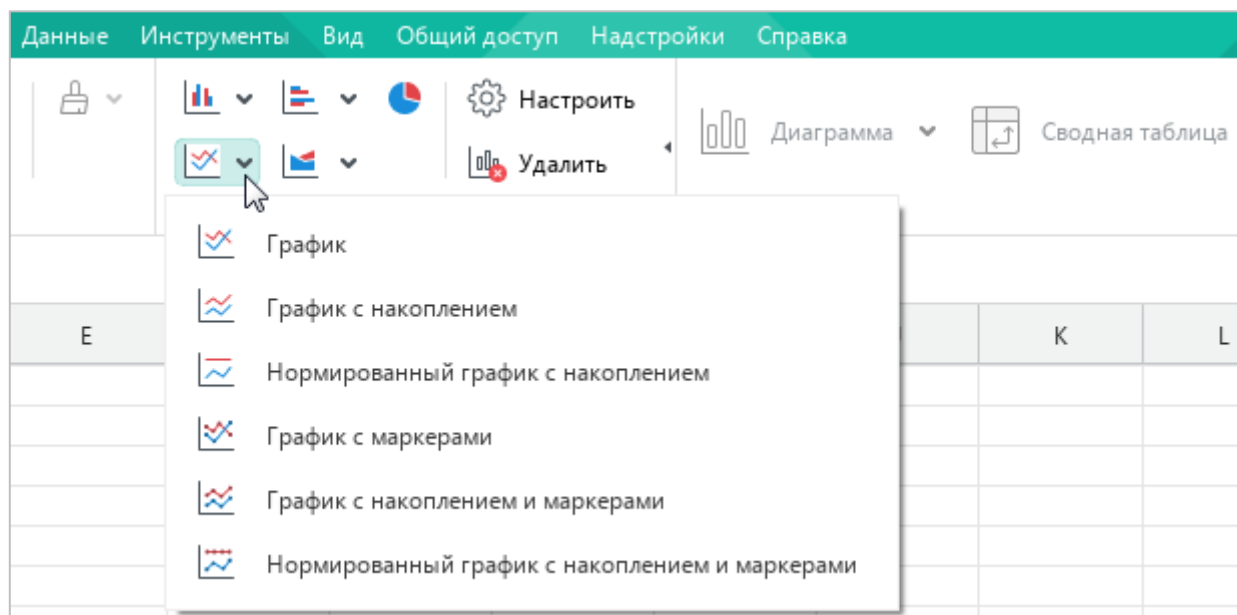 Данные Инструменты Вид Общий доступ Надстройки Справка
Настроить
Диаграмма Сводная таблица
Удалить
График
График с накоплением
E K L
Нормированный график с накоплением
График с маркерами
График с накоплением и маркерами
Нормированный график с накоплением и маркерами